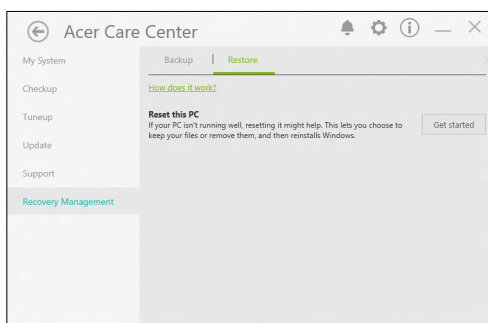 Acer Care Center
My System
Checkup
Tuneup
Update
Support
Recovery Management
Backup | Restore
How does it work?
Reset this PC
If your PC isn't running well, resetting it might help. This lets you choose to
keep your files or remove them, and then reinstalls Windows.
Get started